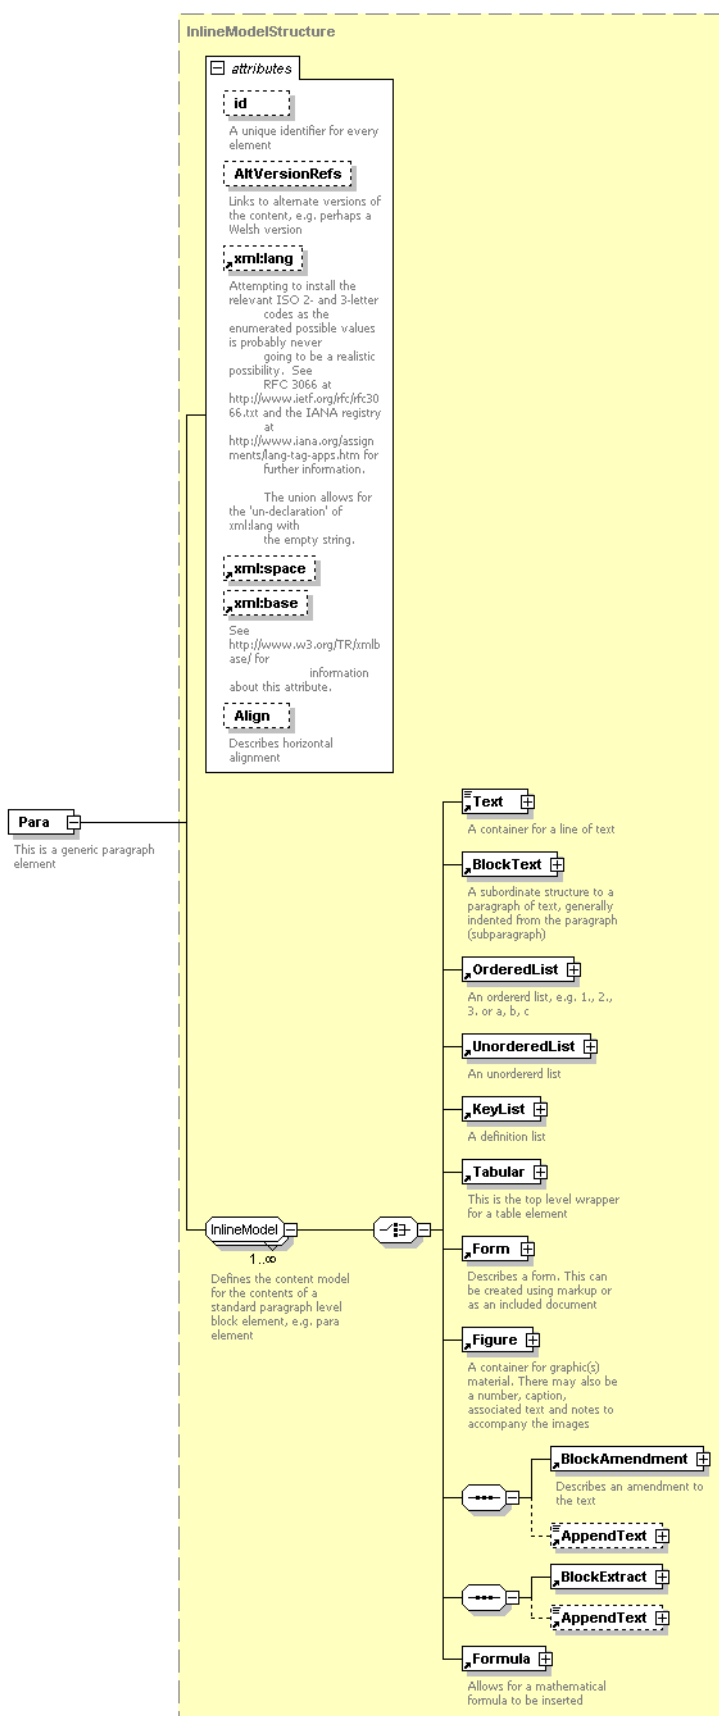 InlineModelStructure
attributes
id
A unique identifier for every
element
AltVersionRefs
Links to alternate versions of
the content, e.g. perhaps a
Welsh version
xml:lang
Attempting to install the
relevant ISO 2- and 3-letter
codes as the
enumerated possible values
is probably never
going to be a realistic
possibility. See
RFC 3066 at
http://www.ietf.org/rfc/rfc30
66.txt and the IANA registry
at
http://www.iana.org/assign
ments/lang-tag-apps.htm for
further information.
The union allows for
the 'un-declaration' of
xml:lang with
the empty string.
xml:space
xml:base
See
http://www.w3.org/TR/xmlb
ase/ for
information
about this attribute.
Align
Describes horizontal
alignment
Para
This is a generic paragraph
element
InlineModel
1..∞
Defines the content model
for the contents of a
standard paragraph level
block element, e.g. para
element
Text
A container for a line of text
BlockText
A subordinate structure to a
paragraph of text, generally
indented from the paragraph
(subparagraph)
OrderedList
An ordererd list, e.g. 1., 2.,
3. or a, b, c
UnorderedList
An unordererd list
KeyList
A definition list
Tabular
This is the top level wrapper
for a table element
Form
Describes a form. This can
be created using markup or
as an included document
Figure
A container for graphic(s)
material. There may also be
a number, caption,
associated text and notes to
accompany the images
BlockAmendment
Describes an amendment to
the text
AppendText
BlockExtract
AppendText
Formula
Allows for a mathematical
formula to be inserted